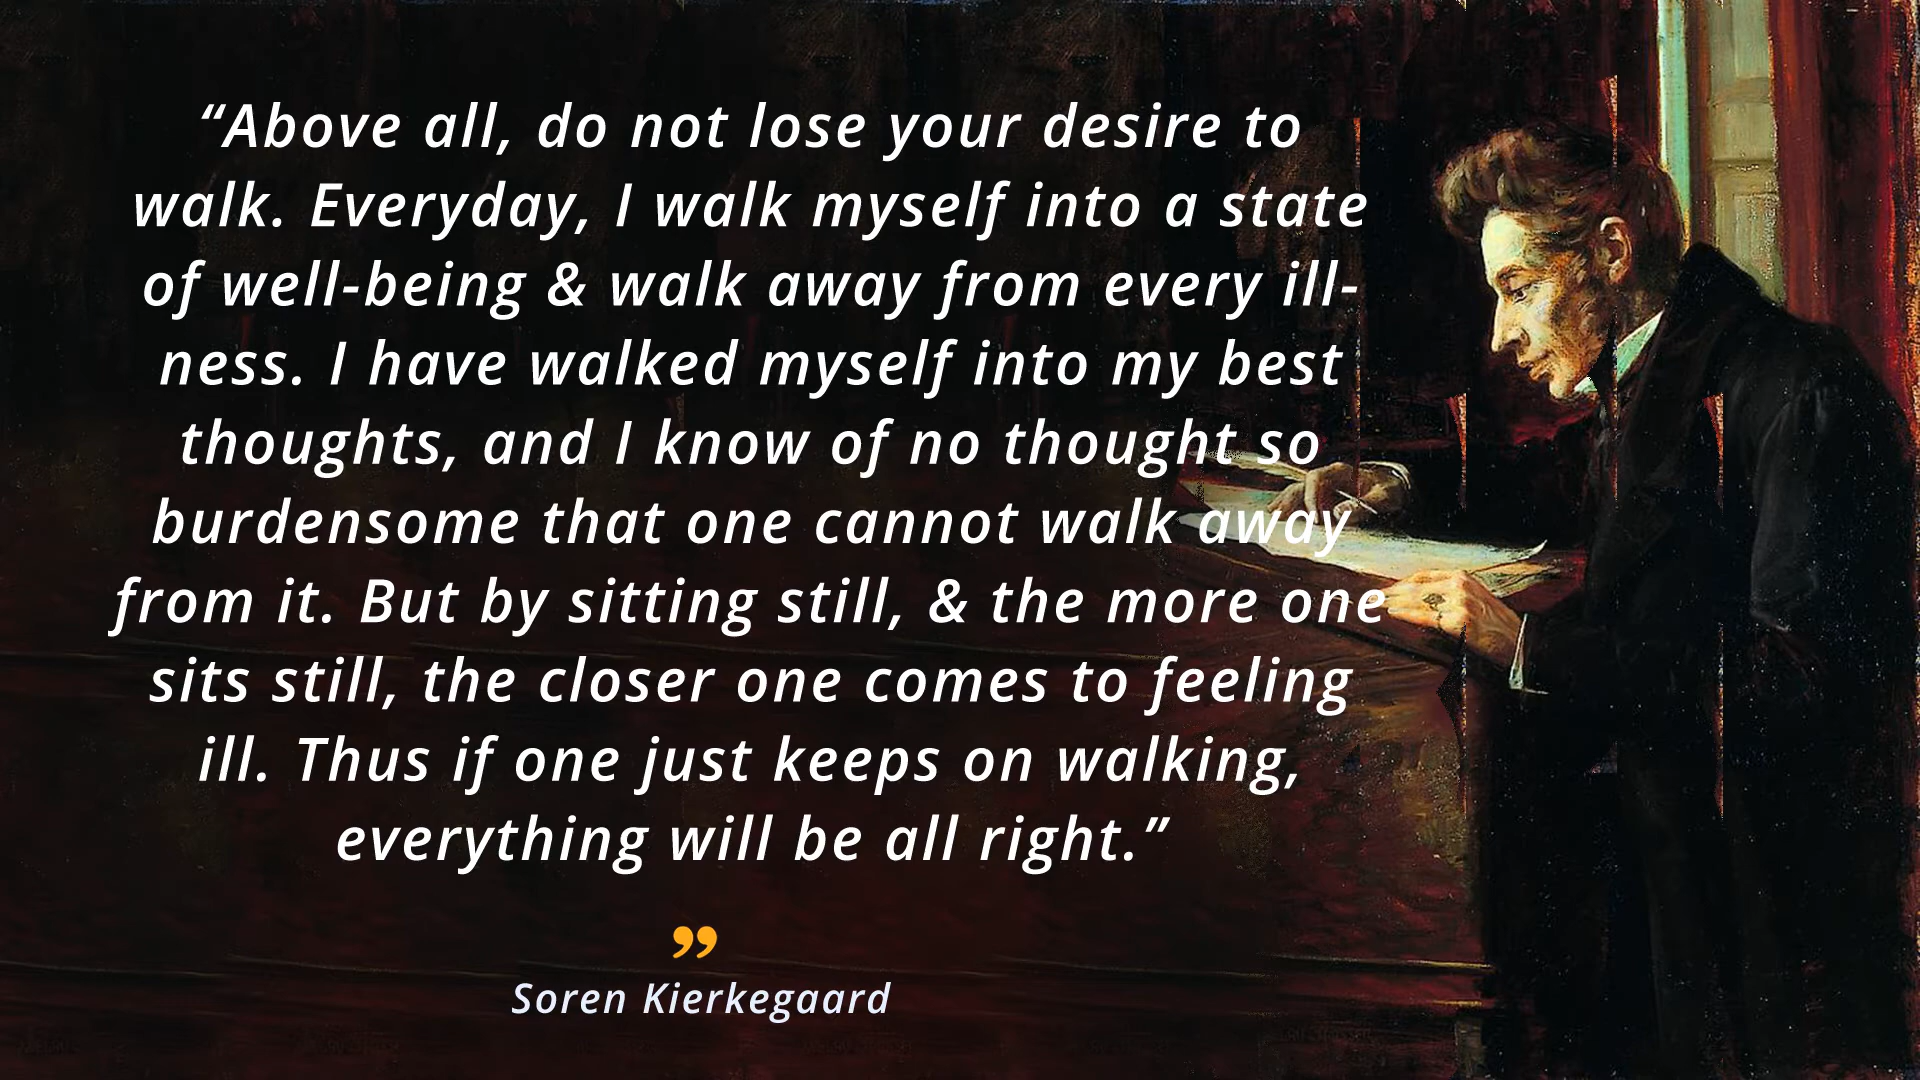 “Above all, do not lose your desire to
walk. Everyday, I walk myself into a state
of well-being & walk away from every ill-
ness. I have walked myself into my best
thoughts, and I know of no thought so
burdensome that one cannot walk away
from it. But by sitting still, & the more one
sits still, the closer one comes to feeling
ill. Thus if one just keeps on walking,
everything will be all right.”
”
Soren Kierkegaard